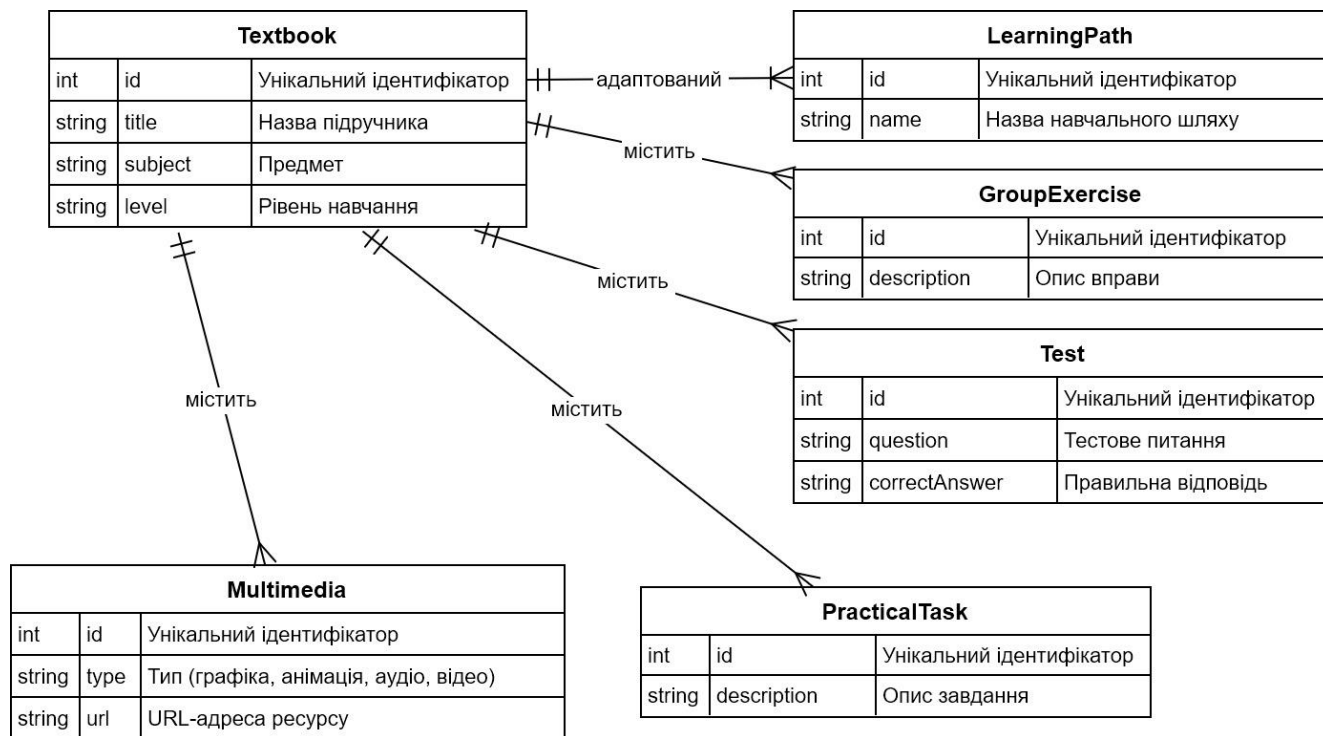 Textbook
int id Унікальний ідентифікатор
string title Назва підручника
string subject Предмет
string level Рівень навчання
адаптований
LearningPath
int id Унікальний ідентифікатор
string name Назва навчального шляху
містить
GroupExercise
int id Унікальний ідентифікатор
string description Опис вправи
містить
Test
int id Унікальний ідентифікатор
string question Тестове питання
string correctAnswer Правильна відповідь
містить
містить
Multimedia
int id Унікальний ідентифікатор
string type Тип (графіка, анімація, аудіо, відео)
string url URL-адреса ресурсу
PracticalTask
int id Унікальний ідентифікатор
string description Опис завдання